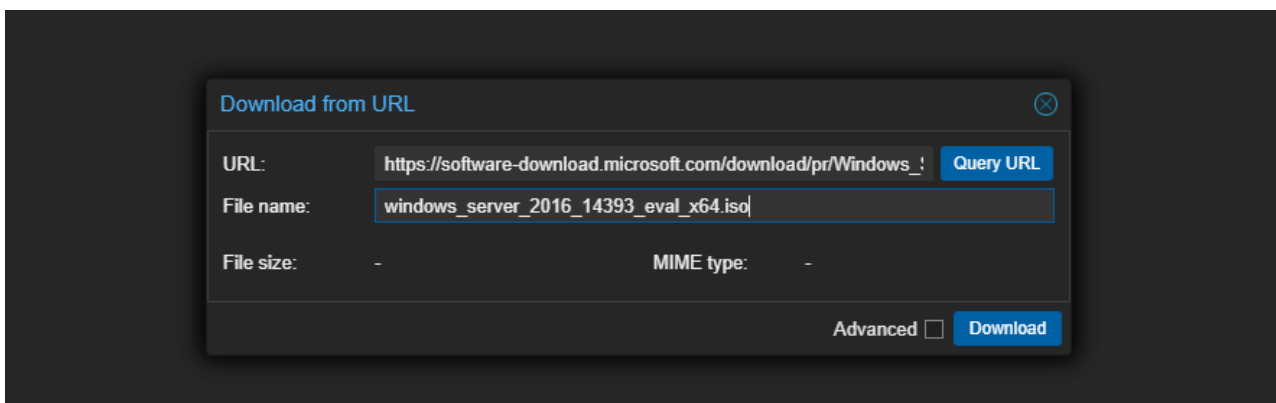 Download from URL
URL: https://software-download.microsoft.com/download/pr/Windows_ Query URL
File name: windows_server_2016_14393_eval_x64.iso
File size: - MIME type: -
Advanced Download